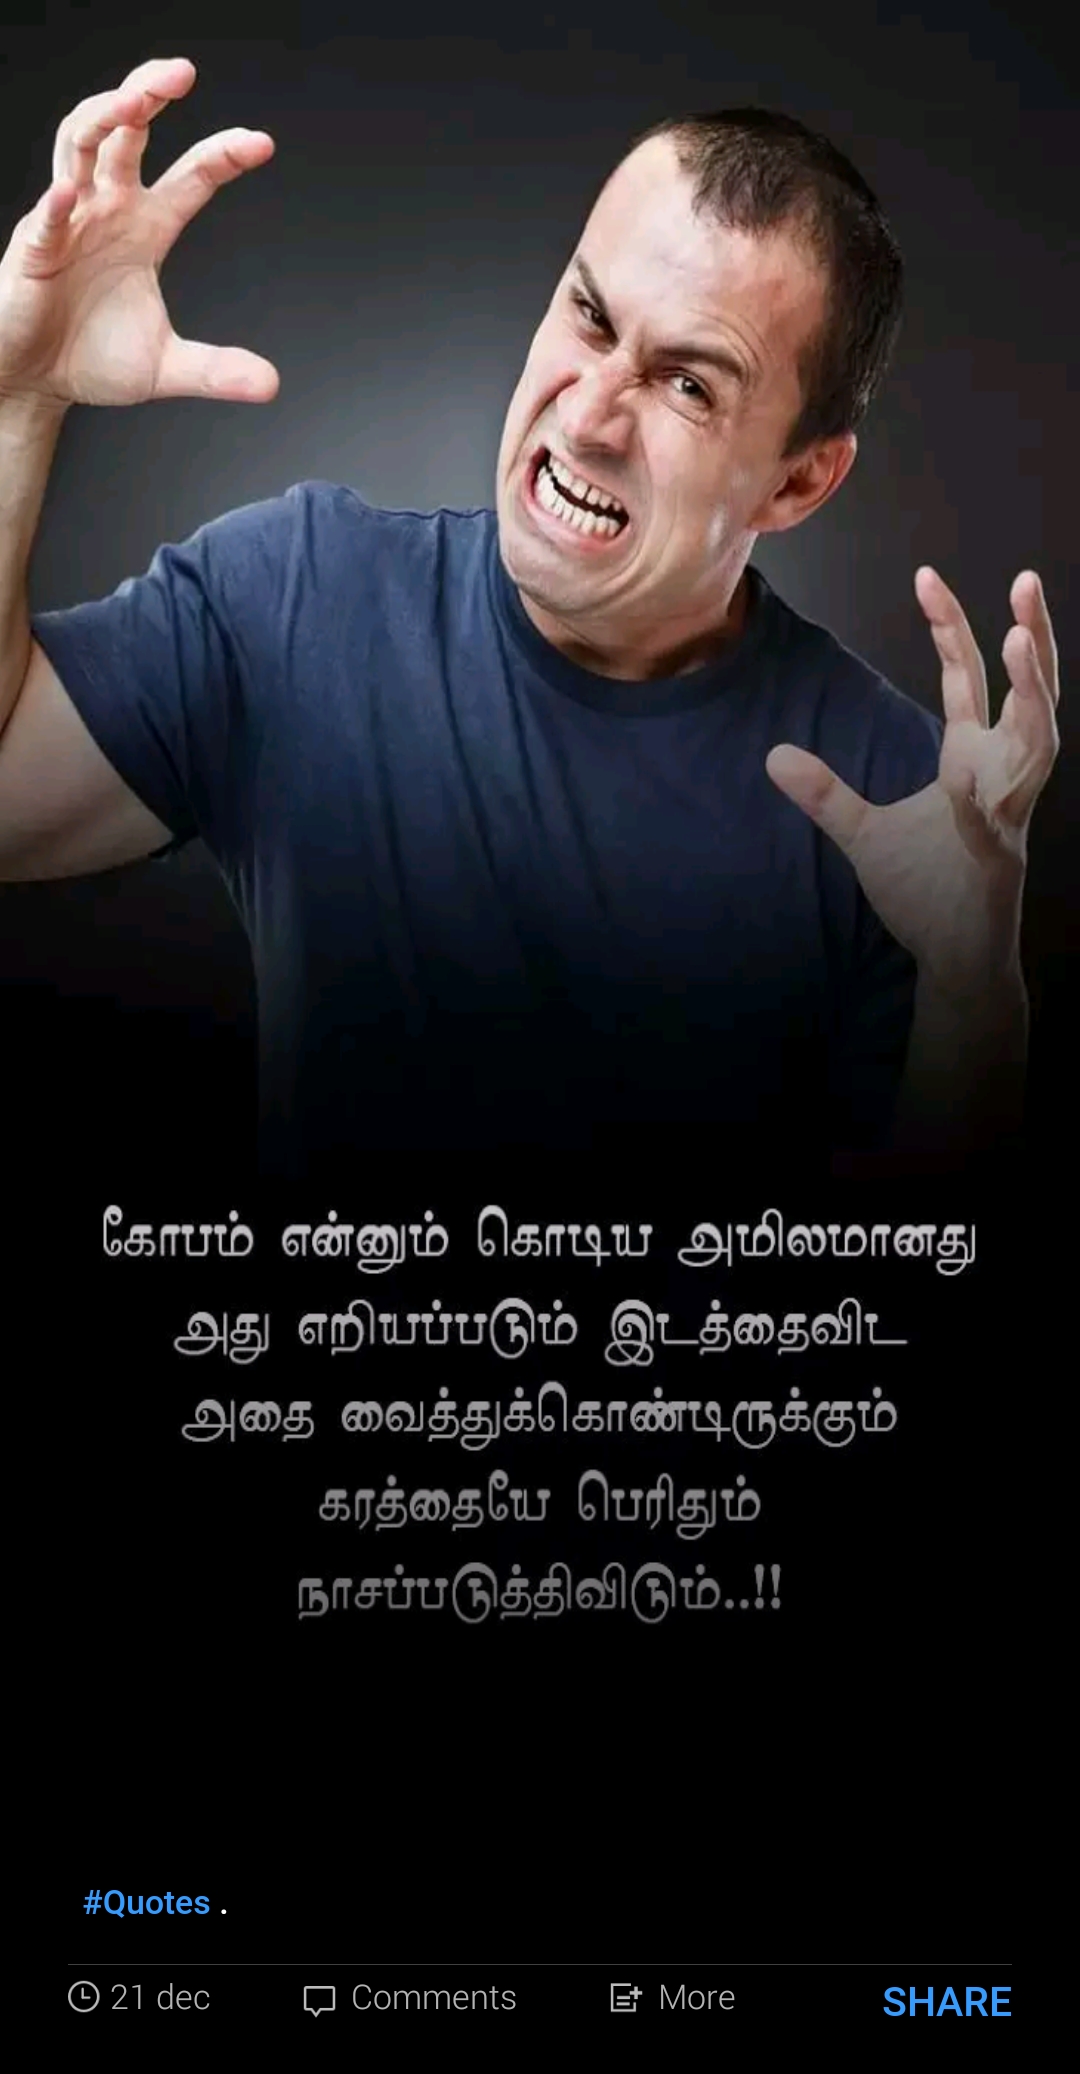 கோபம் என்னும் கொடிய அமிலமானது
அது எறியப்படும் இடத்தைவிட
அதை வைத்துக்கொண்டிருக்கும்
கரத்தையே பெரிதும்
நாசப்படுத்திவிடும்..!!
#Quotes .
21 dec Comments More SHARE